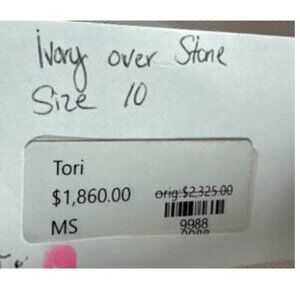 Ivory over Stone
Size 10
Tori
$1,860.00 orig:$2,325.00
MS 9988